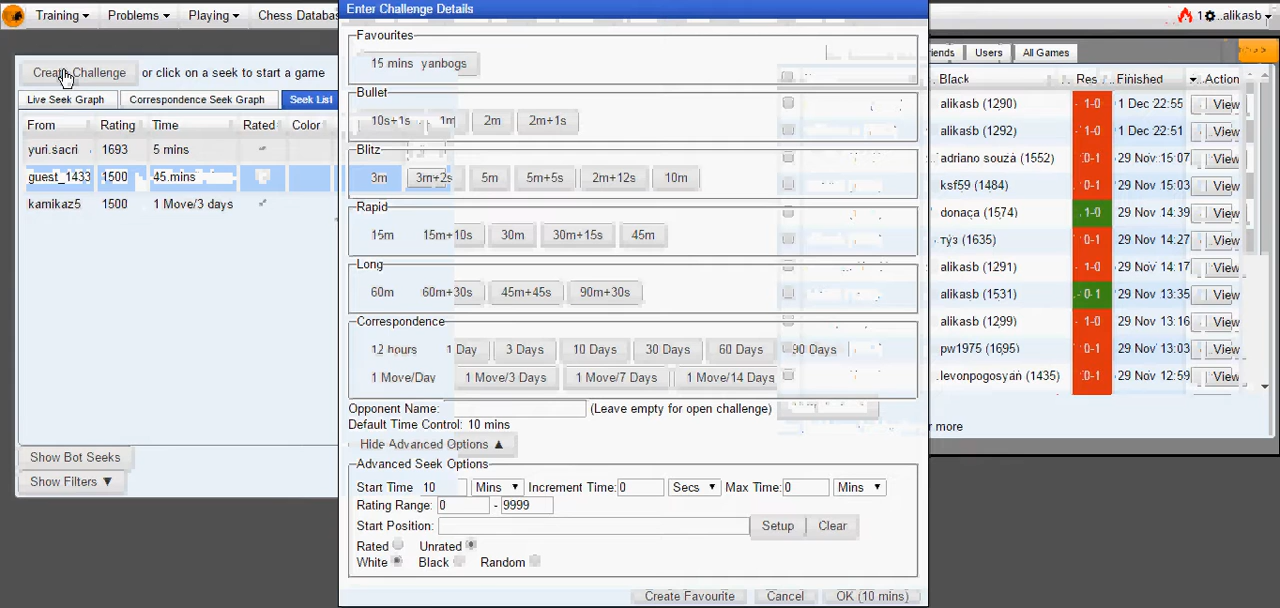 Training Problems Playing Chess Databas
1 ..alikasb
Enter Challenge Details
Create Challenge or click on a seek to start a game
Live Seek Graph Correspondence Seek Graph Seek List
From Rating Time Rated Color
yuri.sacri 1693 5 mins
guest_1433 1500 45 mins
kamikaz5 1500 1 Move/3 days
Show Bot Seeks
Show Filters ▼
Favourites
15 mins yanbogs
Bullet
10s+1s 1m 2m 2m+1s
Blitz
3m 3m+2s 5m 5m+5s 2m+12s 10m
Rapid
15m 15m+10s 30m 30m+15s 45m
Long
60m 60m+30s 45m+45s 90m+30s
Correspondence
12 hours 1 Day 3 Days 10 Days 30 Days 60 Days 90 Days
1 Move/Day 1 Move/3 Days 1 Move/7 Days 1 Move/14 Days
Opponent Name: (Leave empty for open challenge)
Default Time Control: 10 mins
Hide Advanced Options ▲
Advanced Seek Options
Start Time 10 Mins Increment Time: 0 Secs Max Time: 0 Mins
Rating Range: 0 - 9999
Start Position: Setup Clear
Rated Unrated
White Black Random
Create Favourite Cancel OK (10 mins)
iends Users All Games
Black Res Finished Action
alikasb (1290) 1-0 1 Dec 22:55 View
alikasb (1292) 1-0 1 Dec 22:51 View
adriano souza (1552) 0-1 29 Nov 15:07 View
ksf59 (1484) 0-1 29 Nov 15:03 View
donaça (1574) 1-0 29 Nov 14:39 View
(1635) 0-1 29 Nov 14:27 View
alikasb (1291) 1-0 29 Nov 14:17 View
alikasb (1531) 0-1 29 Nov 13:35 View
alikasb (1299) 1-0 29 Nov 13:16 View
pw1975 (1695) 0-1 29 Nov 13:03 View
levonpogosyan (1435) 0-1 29 Nov 12:59 View
r more